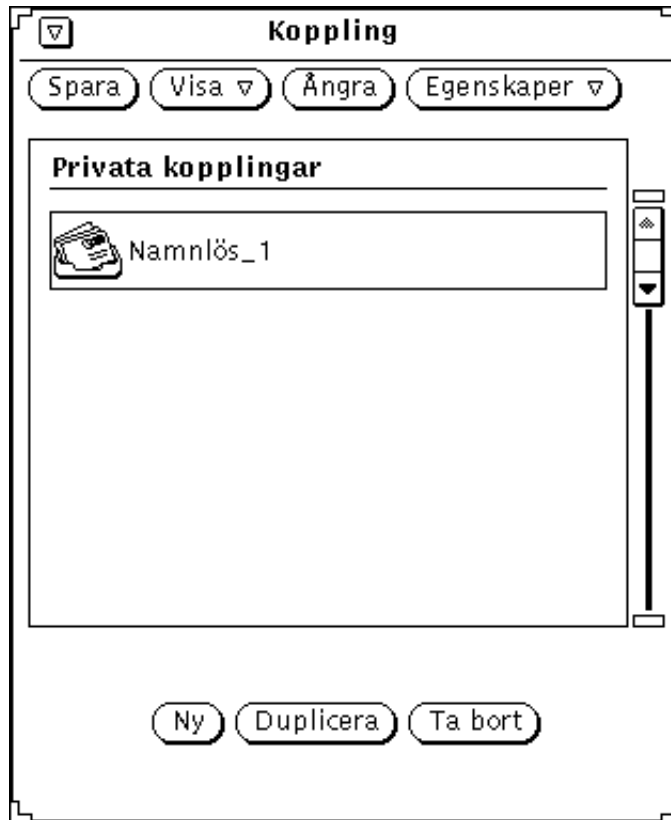 Koppling
Spara Visa Ångra Egenskaper
Privata kopplingar
Namnlös_1
Ny Duplicera Ta bort